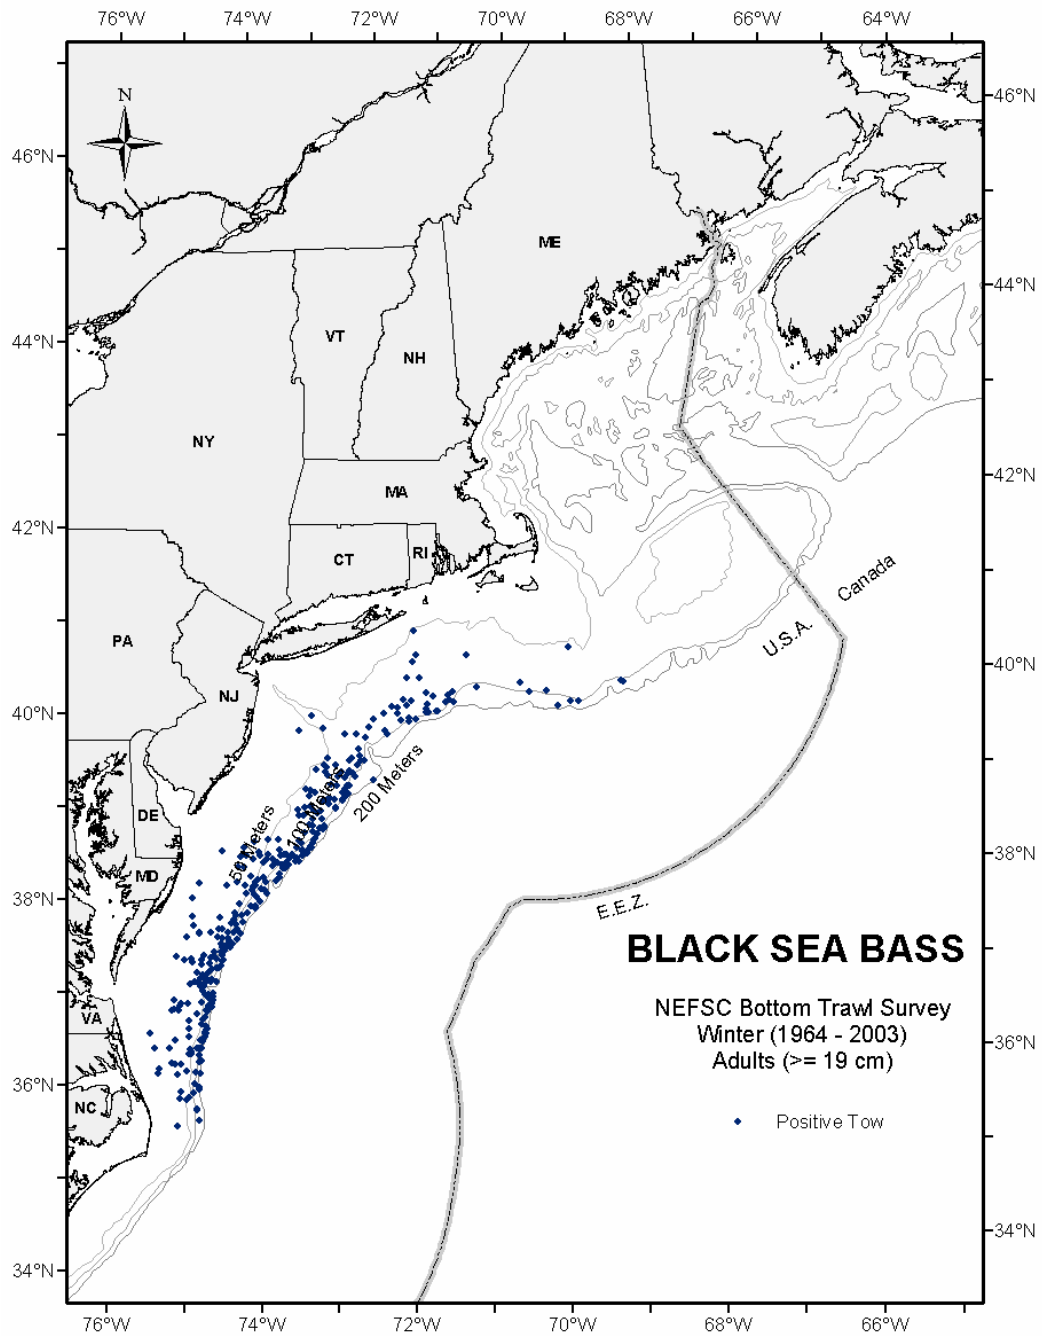 76°W 74°W 72°W 70°W 68°W 66°W 64°W
N
46°N
46°N
ME
44°N
VT
44°N
NH
NY
42°N
MA
42°N
CT
RI
Canada
U.S.A.
PA
40°N
NJ
40°N
200 Meters
100 Meters
50 Meters
DE
38°N
MD
38°N
E.E.Z.
BLACK SEA BASS
NEFSC Bottom Trawl Survey
Winter (1964 - 2003)
Adults (>= 19 cm)
VA
36°N
36°N
NC
Positive Tow
34°N
34°N
76°W 74°W 72°W 70°W 68°W 66°W